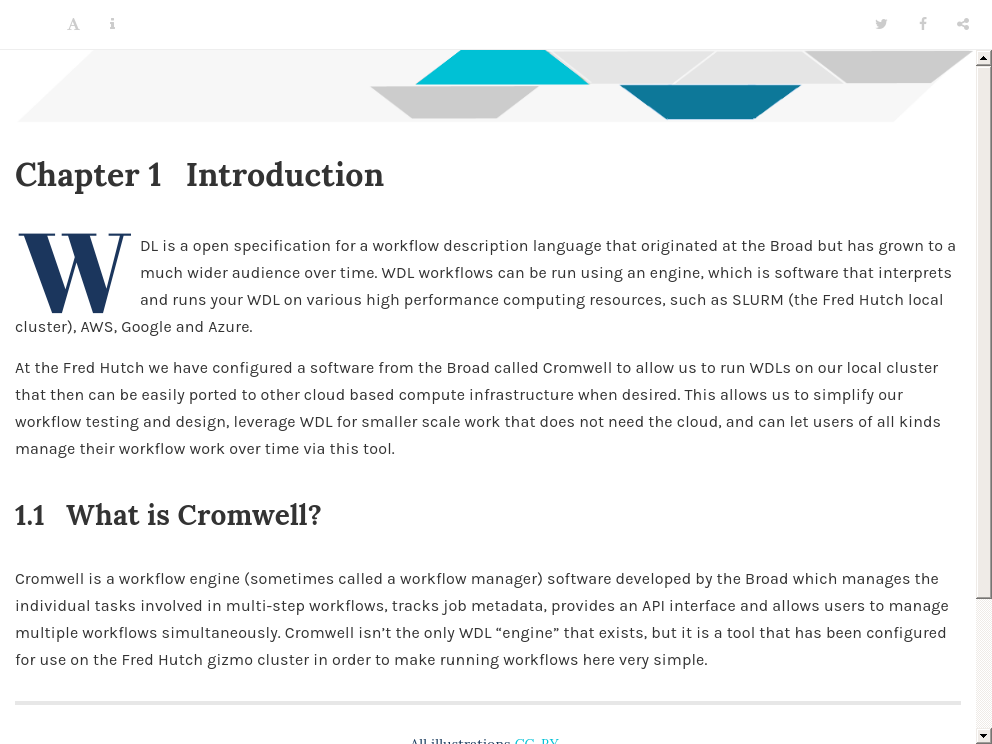 Chapter 1 Introduction
WDL is a open specification for a workflow description language that originated at the Broad but has grown to a
much wider audience over time. WDL workflows can be run using an engine, which is software that interprets
and runs your WDL on various high performance computing resources, such as SLURM (the Fred Hutch local
cluster), AWS, Google and Azure.
At the Fred Hutch we have configured a software from the Broad called Cromwell to allow us to run WDLs on our local cluster
that then can be easily ported to other cloud based compute infrastructure when desired. This allows us to simplify our
workflow testing and design, leverage WDL for smaller scale work that does not need the cloud, and can let users of all kinds
manage their workflow work over time via this tool.
1.1 What is Cromwell?
Cromwell is a workflow engine (sometimes called a workflow manager) software developed by the Broad which manages the
individual tasks involved in multi-step workflows, tracks job metadata, provides an API interface and allows users to manage
multiple workflows simultaneously. Cromwell isn’t the only WDL “engine” that exists, but it is a tool that has been configured
for use on the Fred Hutch gizmo cluster in order to make running workflows here very simple.
All illustrations CC-BY